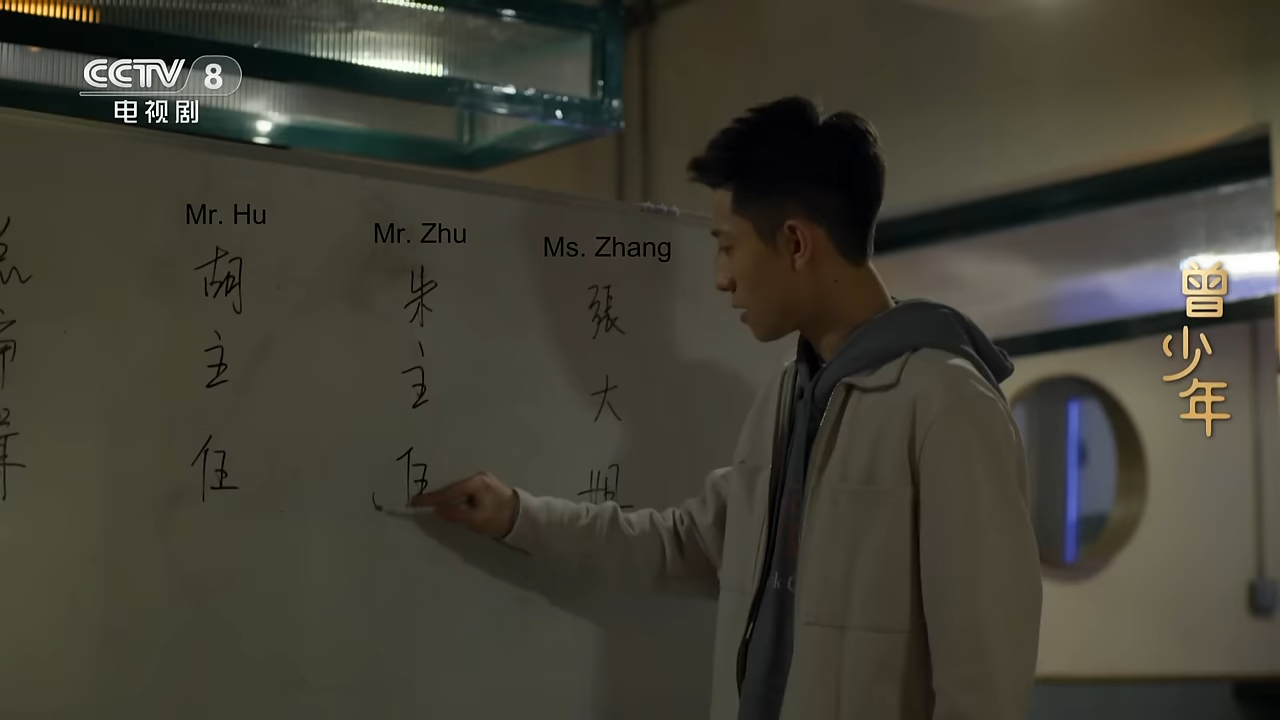 CCTV 8
电视剧
Mr. Hu
Mr. Zhu
Ms. Zhang
胡主任
朱主任
張大
曾少年